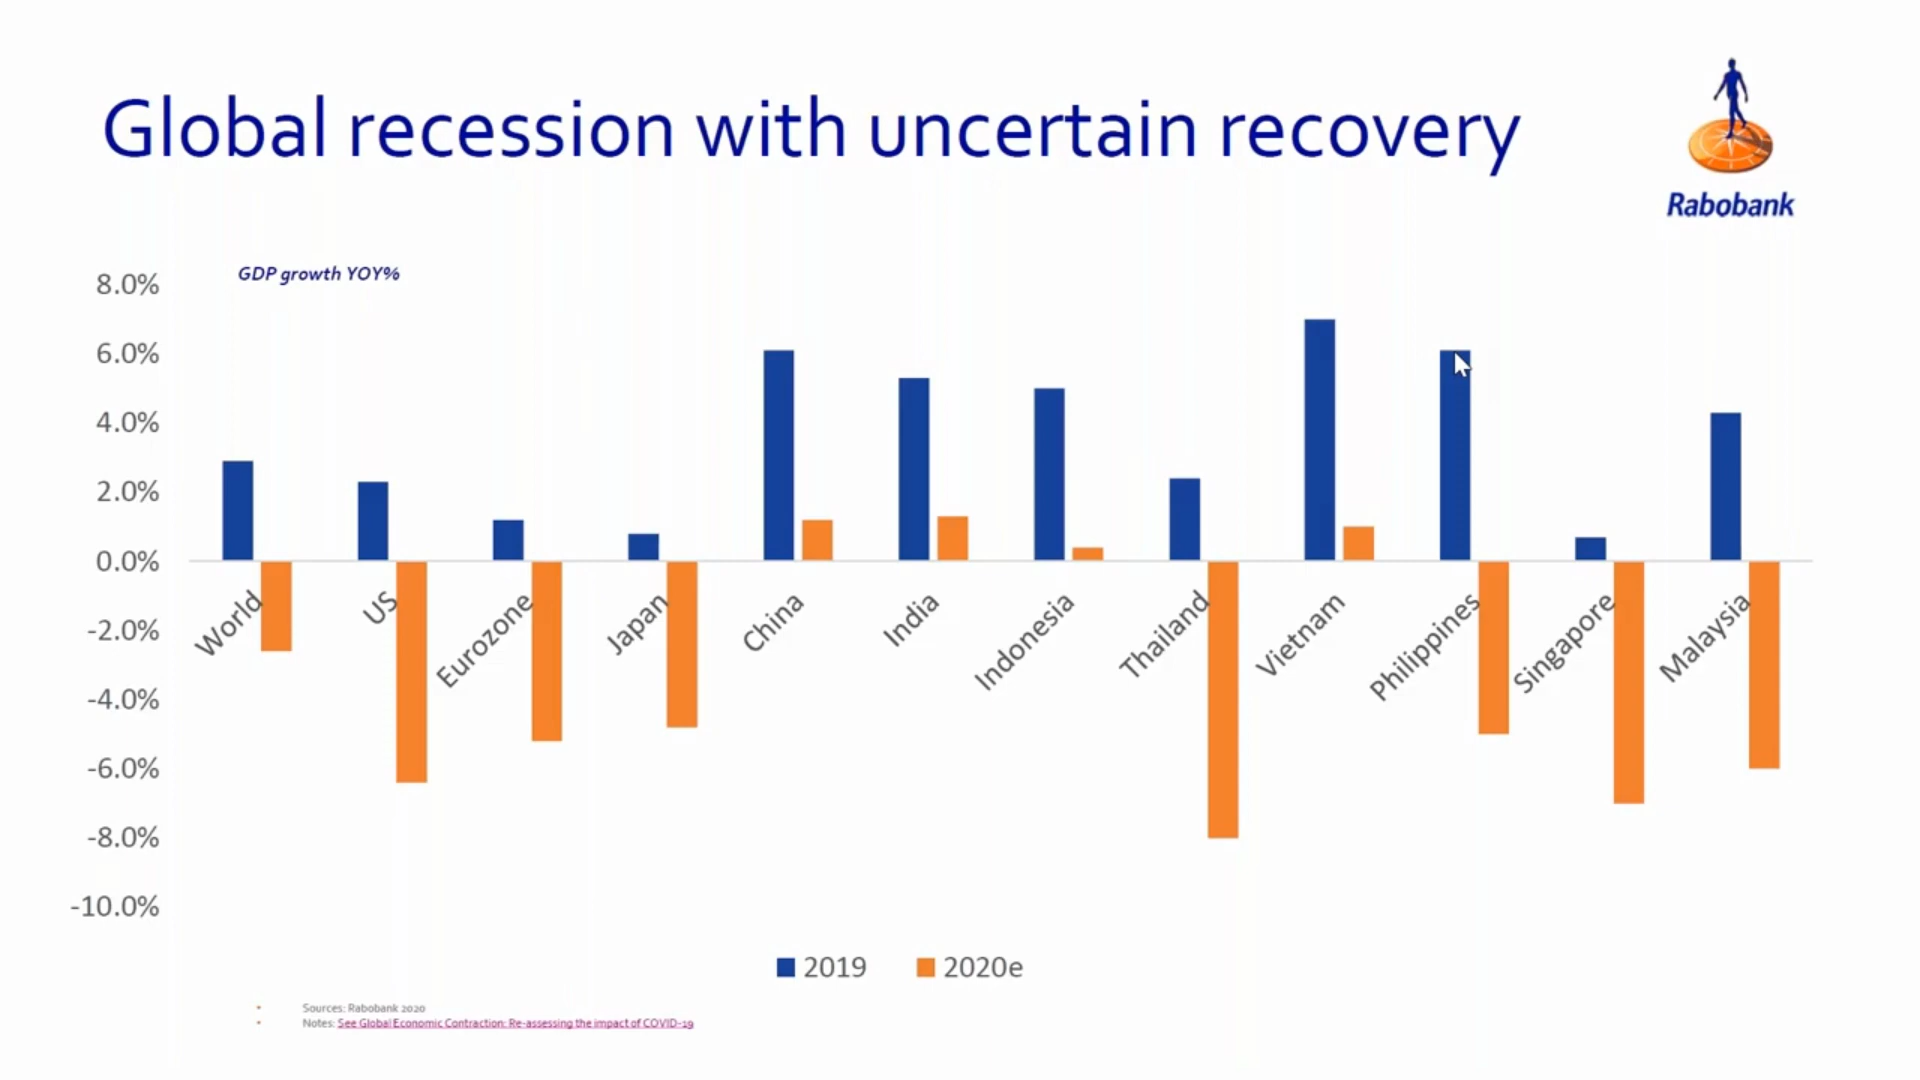 Global recession with uncertain recovery
Rabobank
GDP growth YOY%
8.0%
6.0%
4.0%
2.0%
0.0%
-2.0%
-4.0%
-6.0%
-8.0%
-10.0%
World
US
Eurozone
Japan
China
India
Indonesia
Thailand
Vietnam
Philippines
Singapore
Malaysia
2019
2020e
Sources: Rabobank 2020
Notes: See Global Economic Contraction: Re-assessing the impact of COVID-19